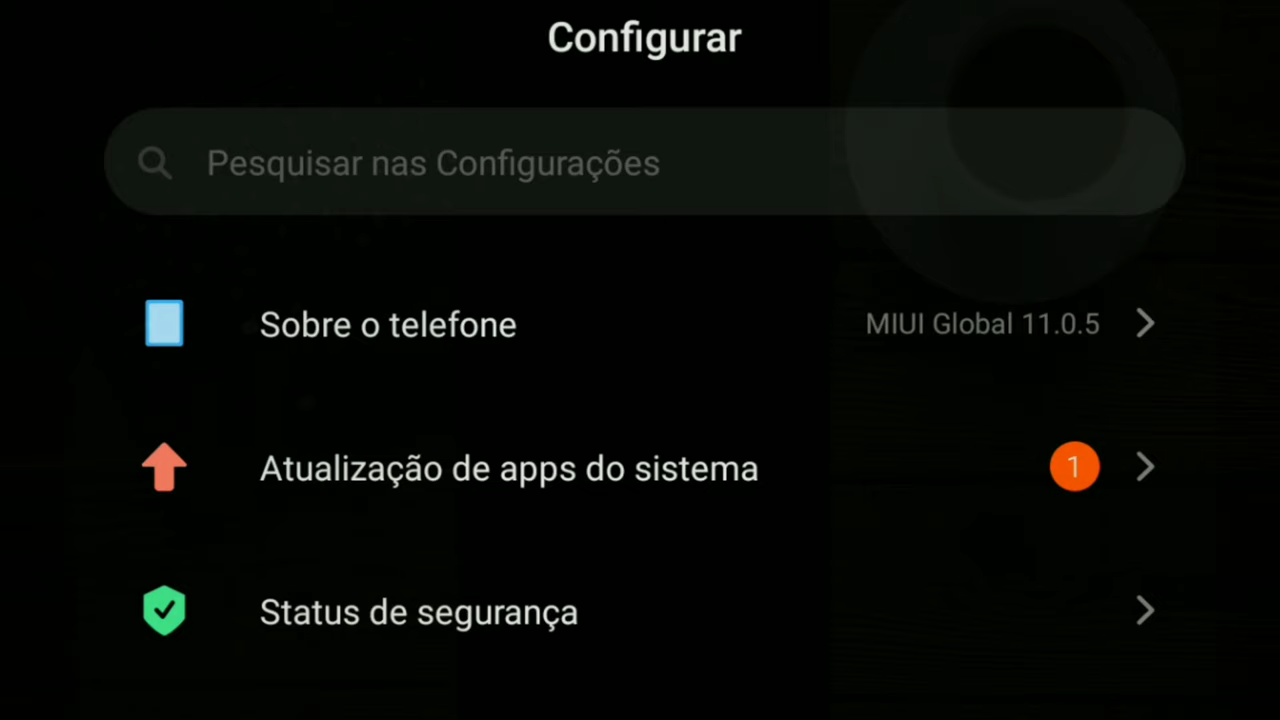 Configurar
Pesquisar nas Configurações
Sobre o telefone
MIUI Global 11.0.5
Atualização de apps do sistema
1
Status de segurança